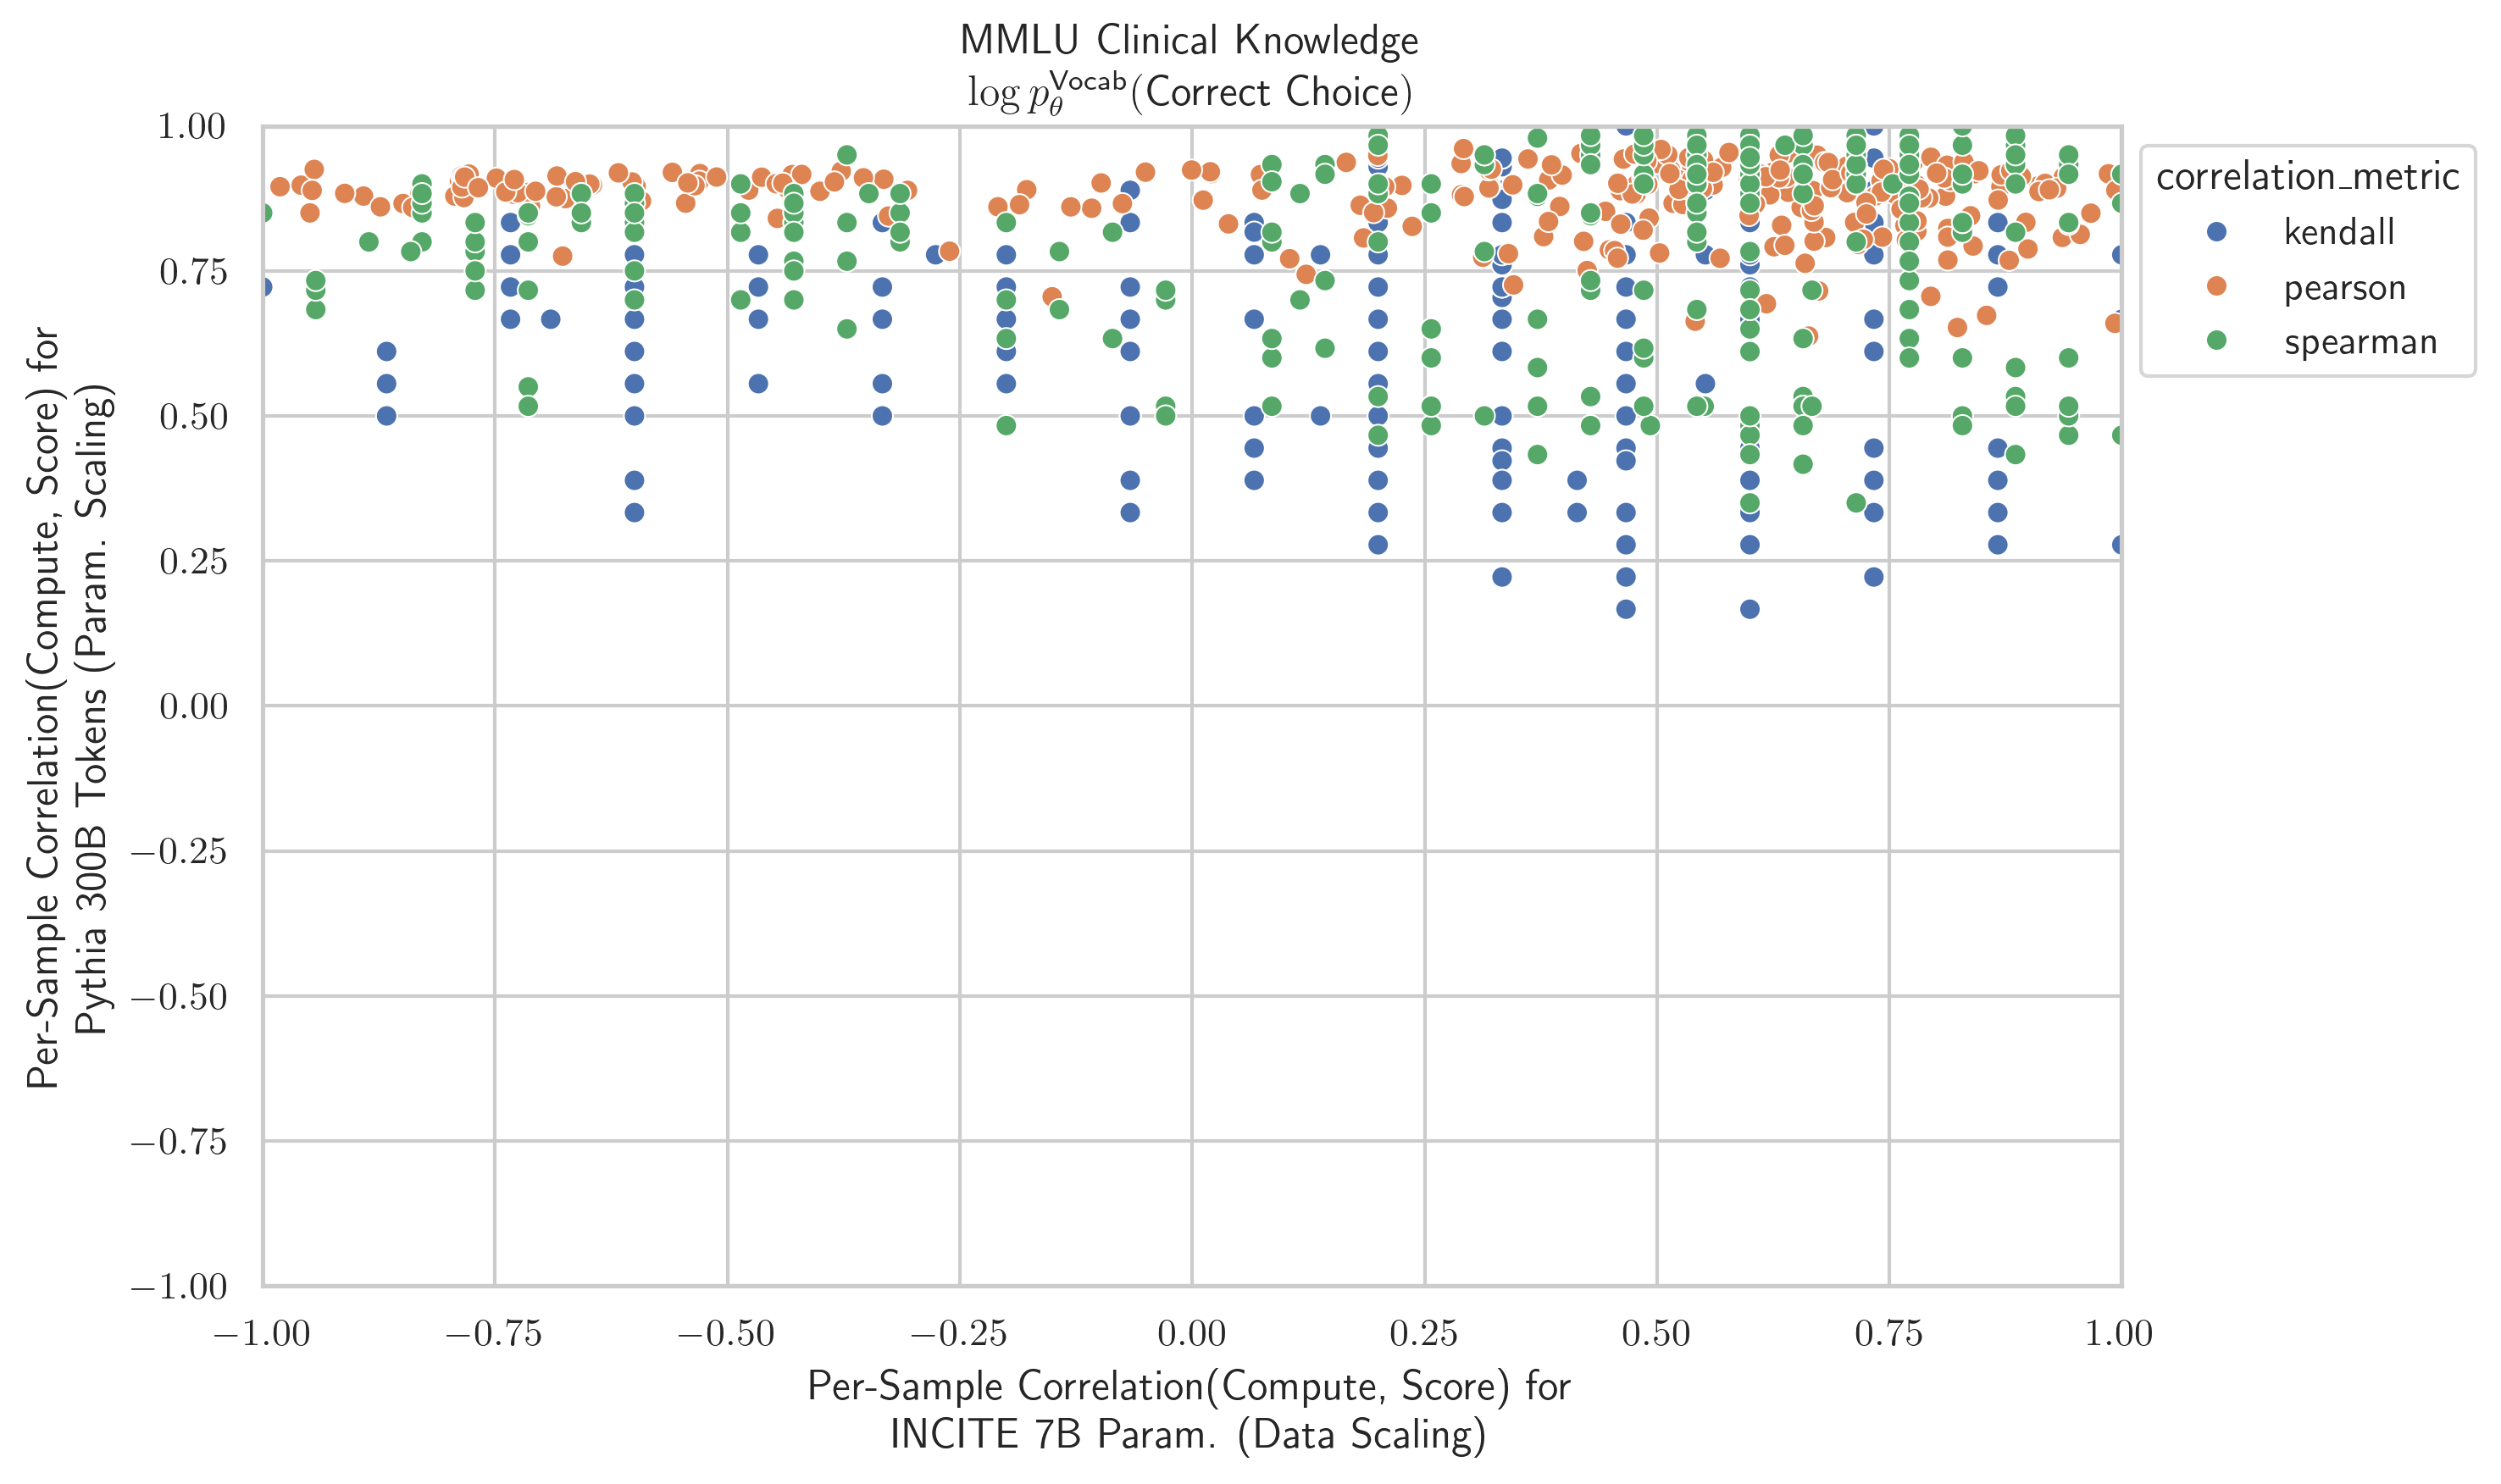 MMLU Clinical Knowledge
log p_θ^Vocab(Correct Choice)
Per-Sample Correlation(Compute, Score) for
Pythia 300B Tokens (Param. Scaling)
1.00
0.75
0.50
0.25
0.00
−0.25
−0.50
−0.75
−1.00
−1.00 −0.75 −0.50 −0.25 0.00 0.25 0.50 0.75 1.00
Per-Sample Correlation(Compute, Score) for
INCITE 7B Param. (Data Scaling)
correlation_metric
kendall
pearson
spearman